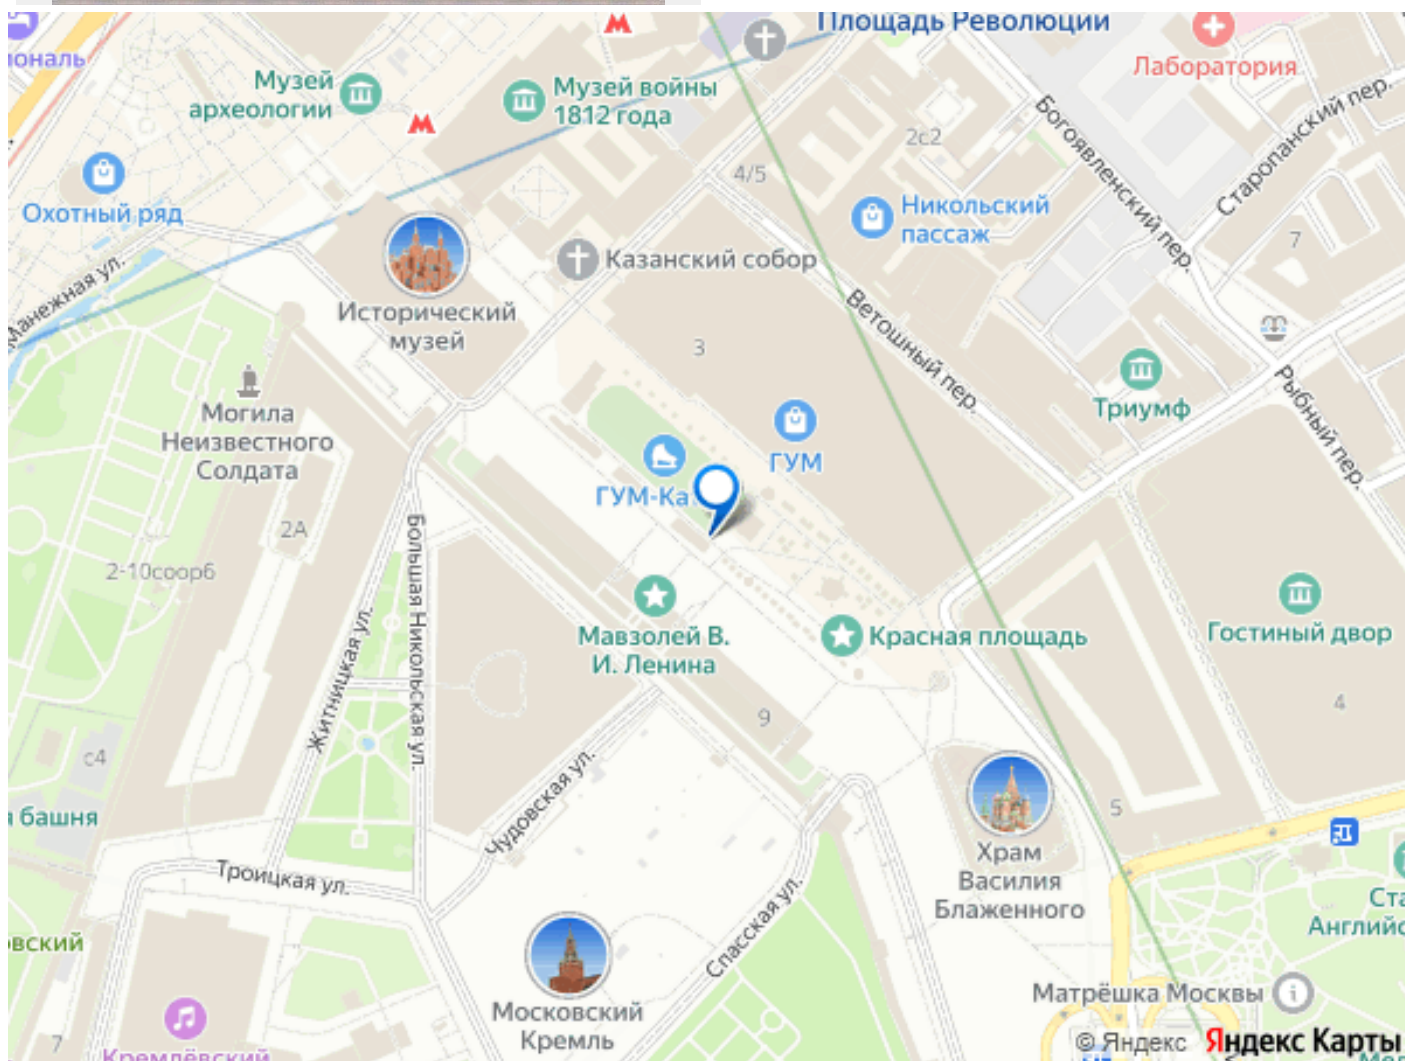 Площадь Революции
Лаборатория
Музей
археологии
Музей войны
1812 года
Богоявленский пер.
Старопанский пер.
2с2
4/5
Охотный ряд
Никольский
пассаж
7
Манежная ул.
Казанский собор
Исторический
музей
Ветошный пер.
3
Могила
Неизвестного
Солдата
Триумф
Рыбный пер.
ГУМ
ГУМ-Ка
2А
2-10соор6
Большая Никольская ул.
Житницкая ул.
Мавзолей В.
И. Ленина
Красная площадь
Гостиный двор
9
4
с4
башня
Чудовская ул.
5
Троицкая ул.
Храм
Василия
Блаженного
Спасская ул.
Московский
Кремль
Матрёшка Москвы
7
Кремлёвский
© Яндекс Яндекс Карты